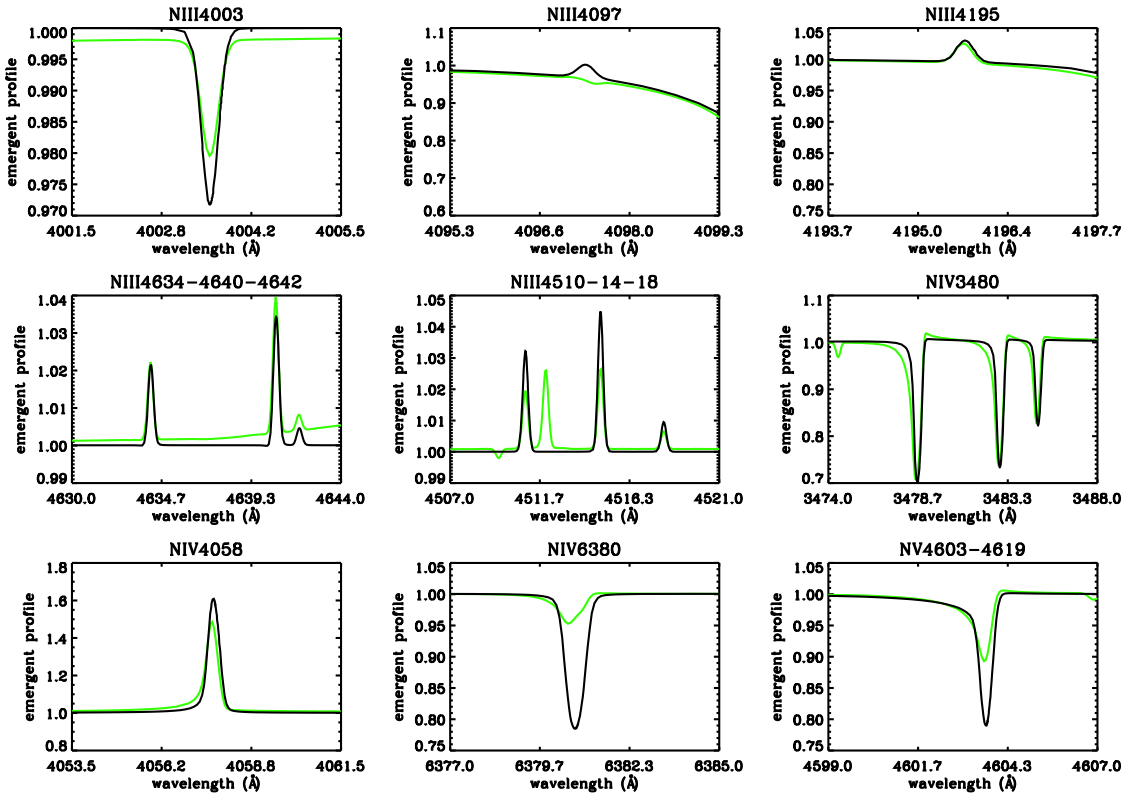 NIII4003
NIII4097
NIII4195
emergent profile
1.000
0.995
0.990
0.985
0.980
0.975
0.970
4001.5 4002.8 4004.2 4005.5
wavelength (Å)
emergent profile
1.1
1.0
0.9
0.8
0.7
0.6
4095.3 4096.6 4098.0 4099.3
wavelength (Å)
emergent profile
1.05
1.00
0.95
0.90
0.85
0.80
0.75
4193.7 4195.0 4196.4 4197.7
wavelength (Å)
NIII4634-4640-4642
NIII4510-14-18
NIV3480
emergent profile
1.04
1.03
1.02
1.01
1.00
0.99
4630.0 4634.7 4639.3 4644.0
wavelength (Å)
emergent profile
1.05
1.04
1.03
1.02
1.01
1.00
0.99
4507.0 4511.7 4516.3 4521.0
wavelength (Å)
emergent profile
1.1
1.0
0.9
0.8
0.7
3474.0 3478.7 3483.3 3488.0
wavelength (Å)
NIV4058
NIV6380
NV4603-4619
emergent profile
1.8
1.6
1.4
1.2
1.0
0.8
4053.5 4056.2 4058.8 4061.5
wavelength (Å)
emergent profile
1.05
1.00
0.95
0.90
0.85
0.80
0.75
6377.0 6379.7 6382.3 6385.0
wavelength (Å)
emergent profile
1.05
1.00
0.95
0.90
0.85
0.80
0.75
4599.0 4601.7 4604.3 4607.0
wavelength (Å)